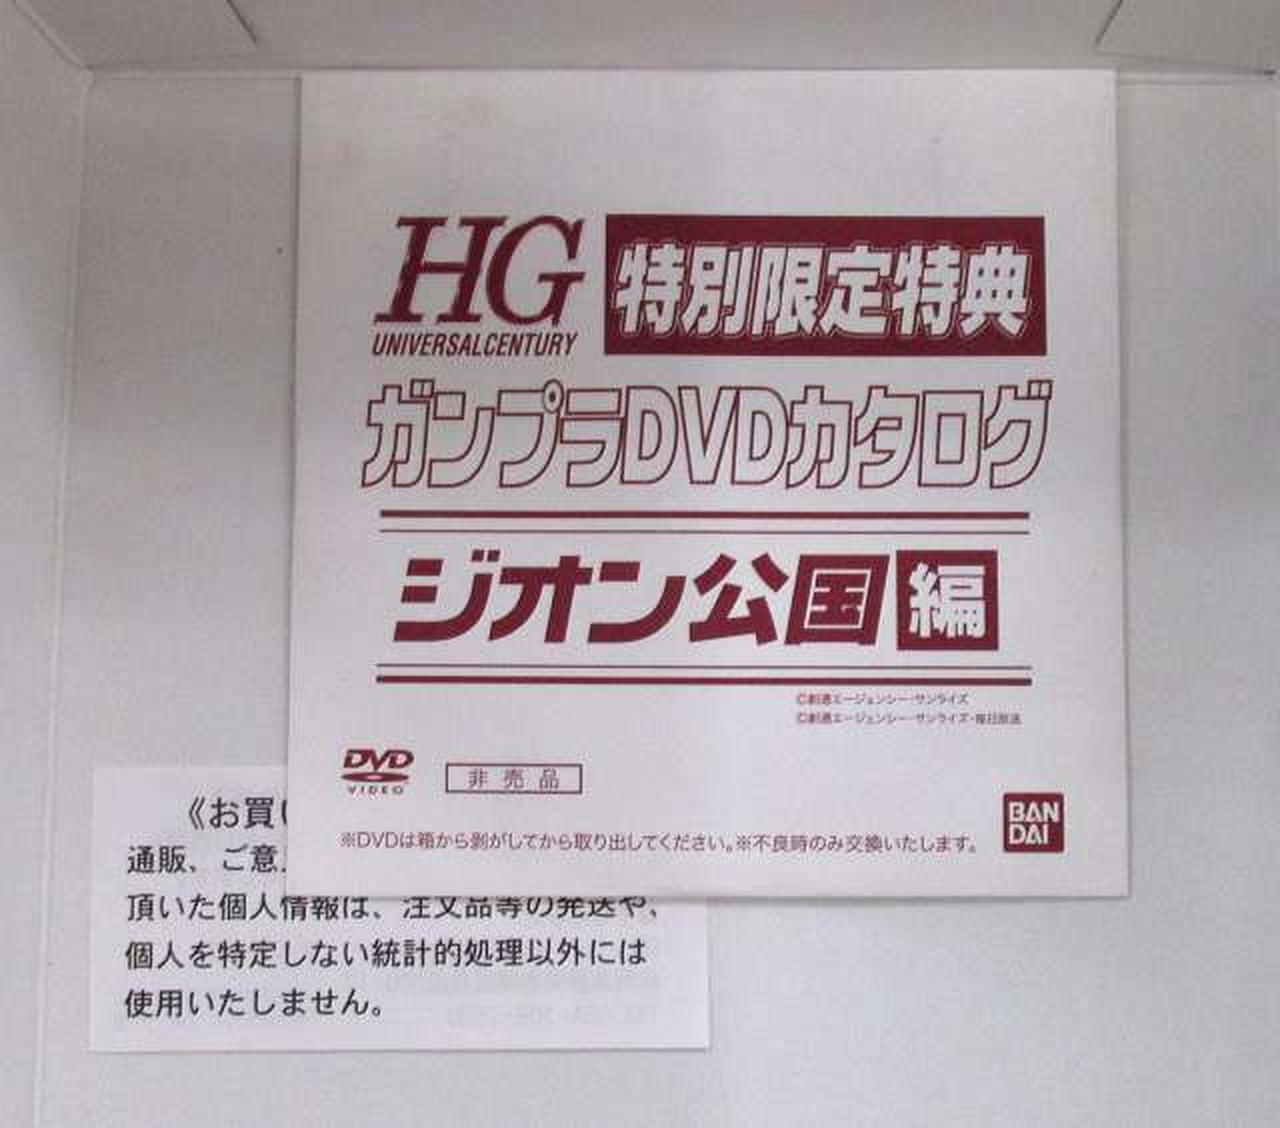 HG
UNIVERSALCENTURY
特別限定特典
ガンプラDVDカタログ
ジオン公国編
©創通エージェンシー・サンライズ
©創通エージェンシー・サンライズ・毎日放送
DVD
VIDEO
非売品
※DVDは箱から剝がしてから取り出してください。※不良時のみ交換いたします。
BAN
DAI
《お買い
通販、ご意
頂いた個人情報は、注文品等の発送や、
個人を特定しない統計的処理以外には
使用いたしません。